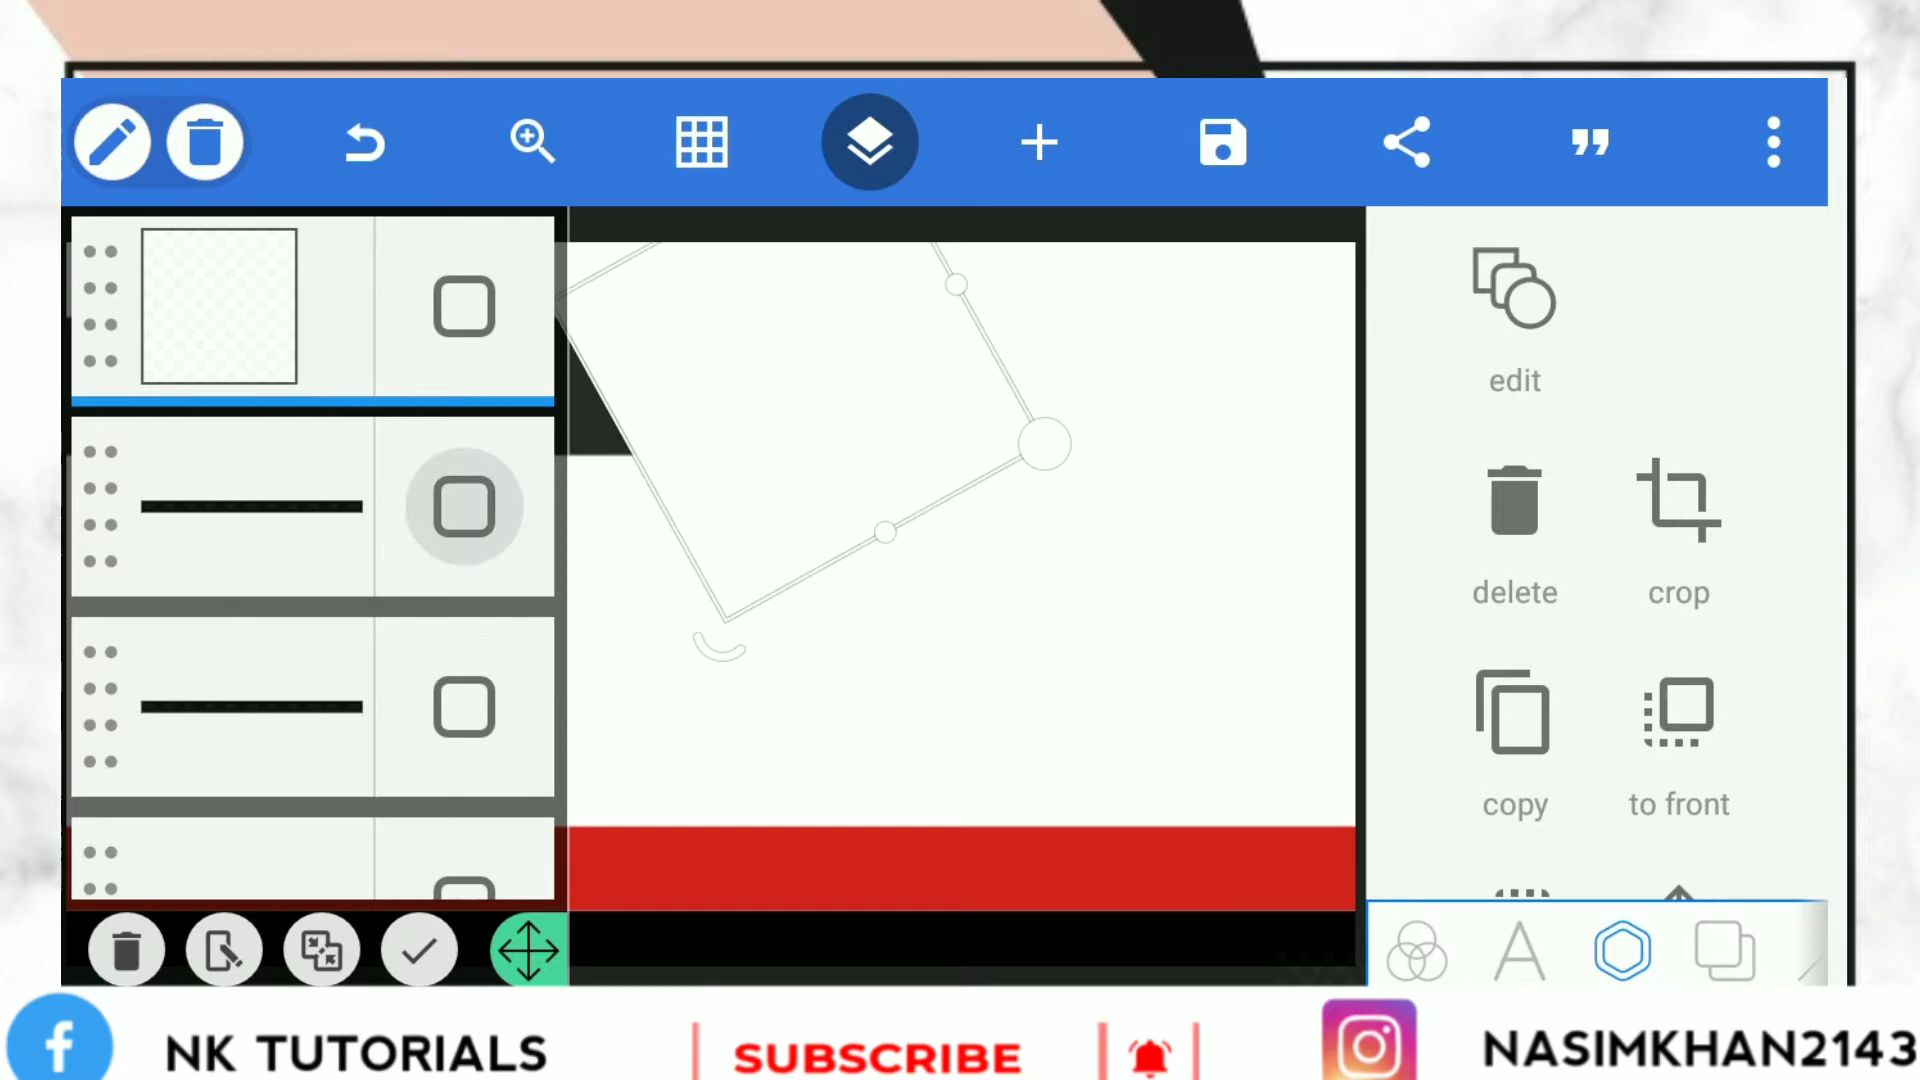 edit
delete
crop
copy
to front
NK TUTORIALS
SUBSCRIBE
NASIMKHAN2143